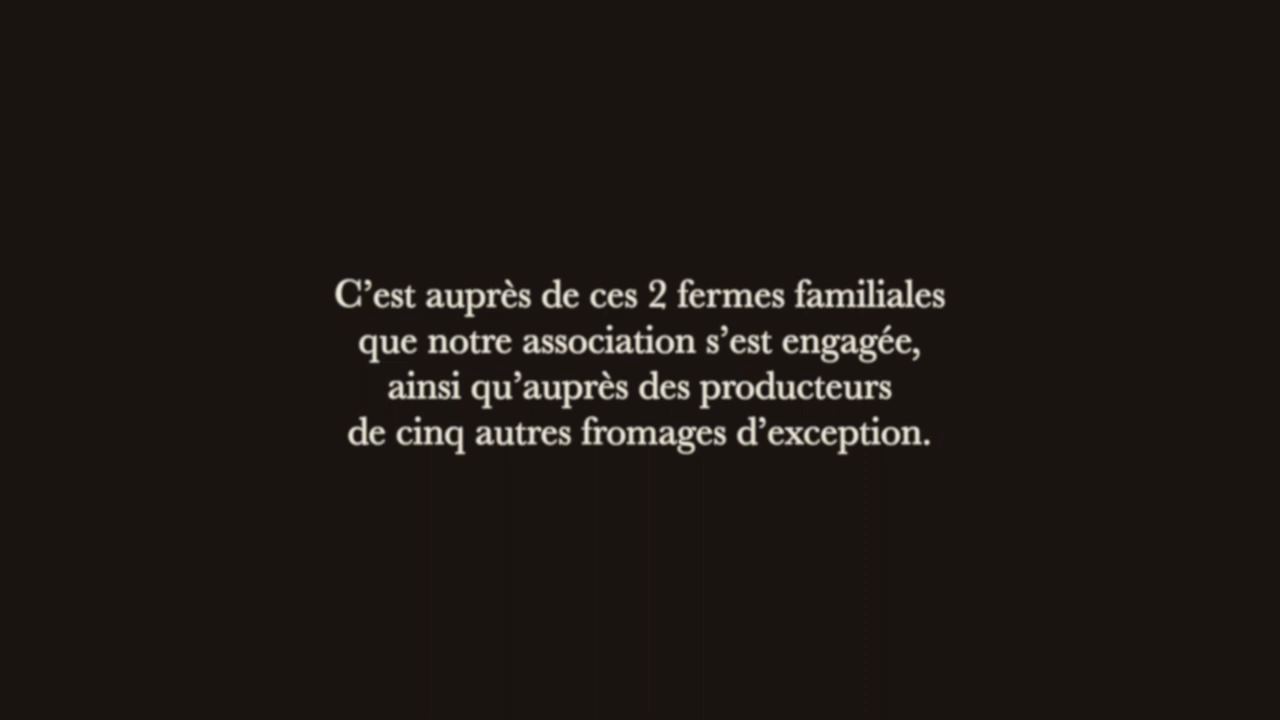 C’est auprès de ces 2 fermes familiales
que notre association s’est engagée,
ainsi qu’auprès des producteurs
de cinq autres fromages d’exception.